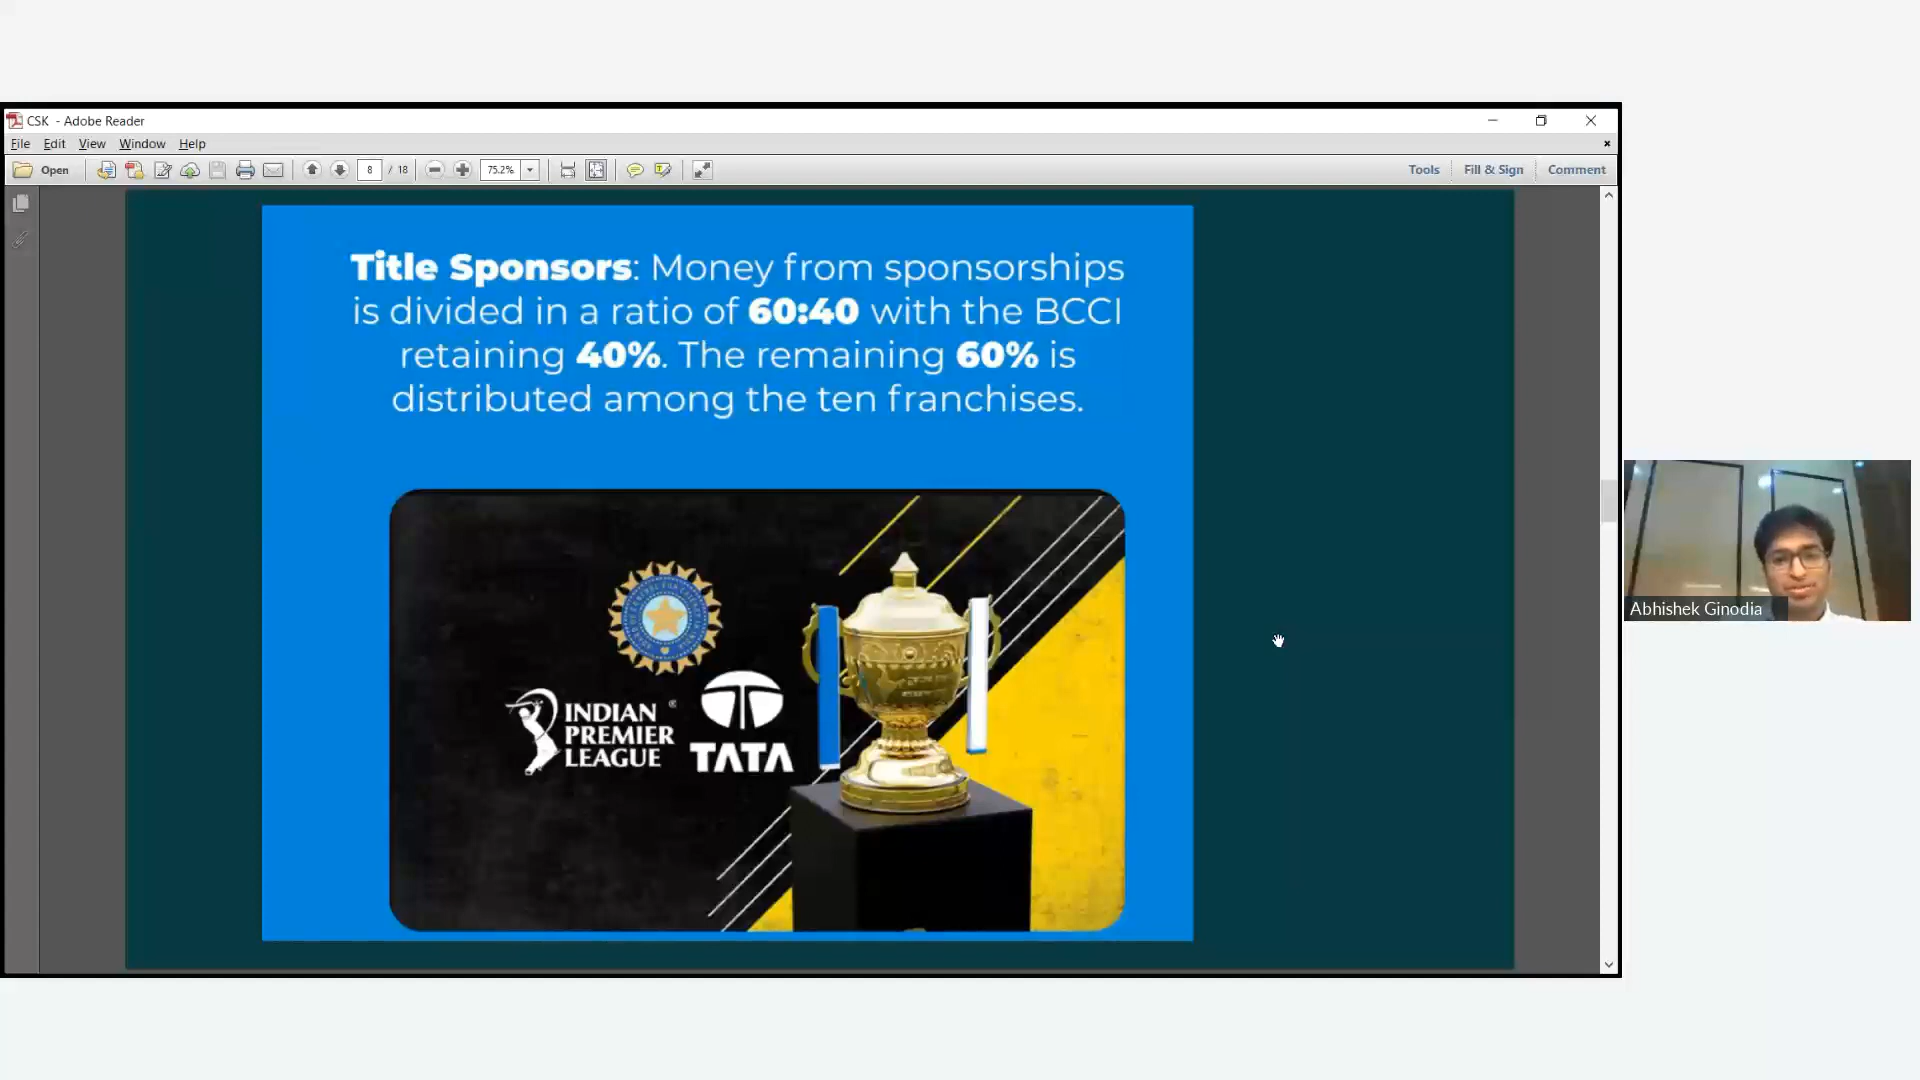 CSK - Adobe Reader
File Edit View Window Help
Open 8 / 18 75.2% Tools Fill & Sign Comment
Title Sponsors: Money from sponsorships
is divided in a ratio of 60:40 with the BCCI
retaining 40%. The remaining 60% is
distributed among the ten franchises.
INDIAN
PREMIER
LEAGUE
TATA
Abhishek Ginodia